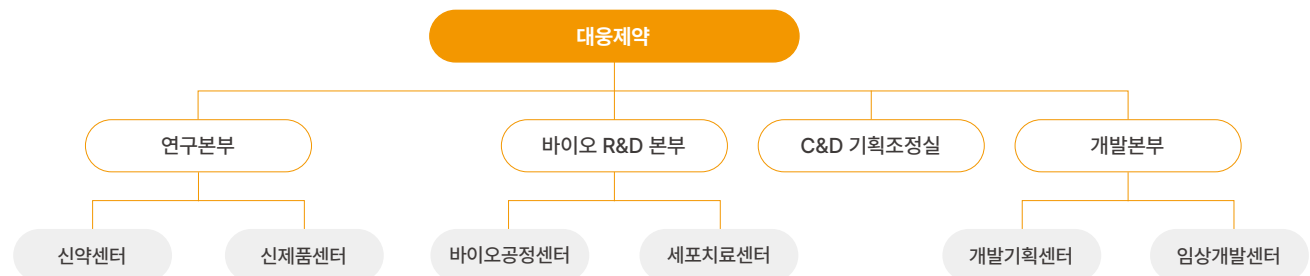 대웅제약
연구본부
바이오 R&D 본부
C&D 기획조정실
개발본부
신약센터
신제품센터
바이오공정센터
세포치료센터
개발기획센터
임상개발센터